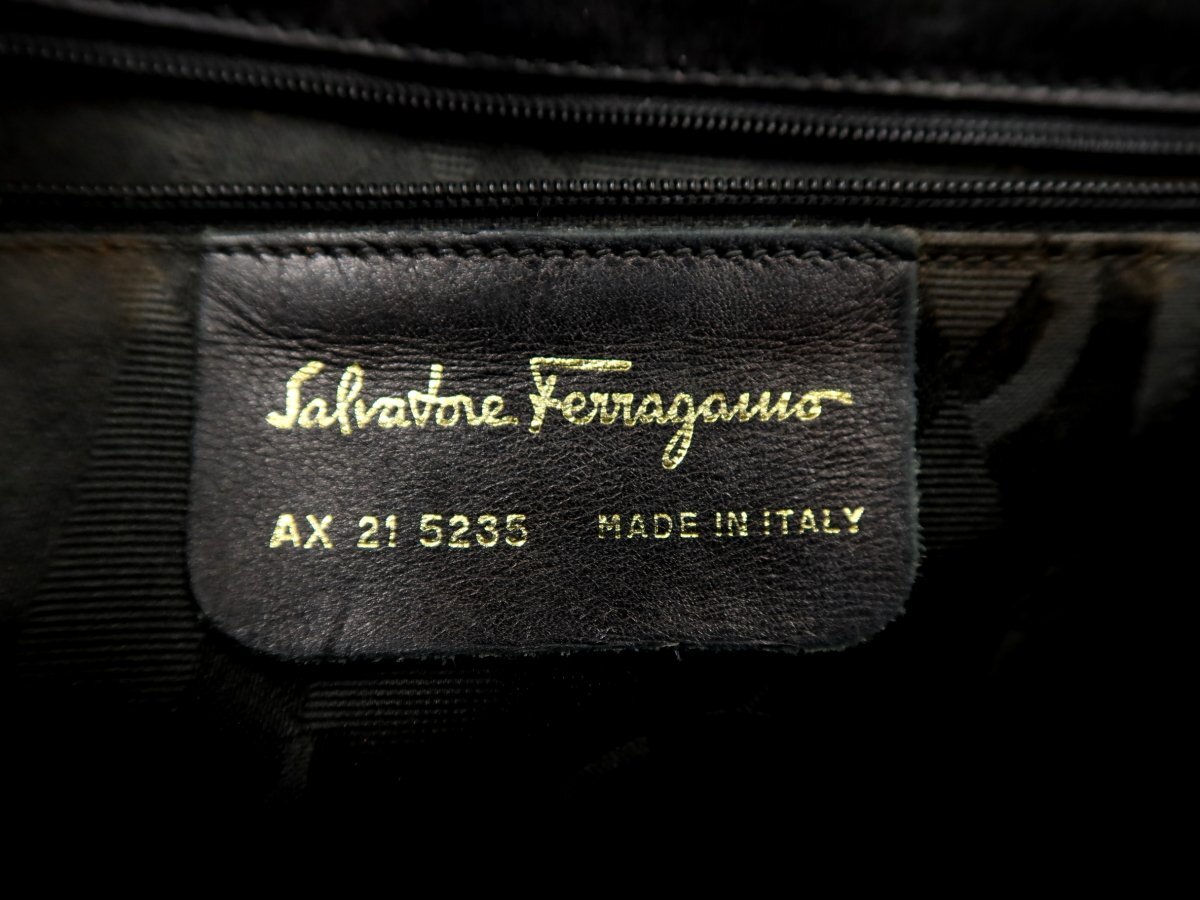 Salvatore Ferragamo
AX 21 5235 MADE IN ITALY